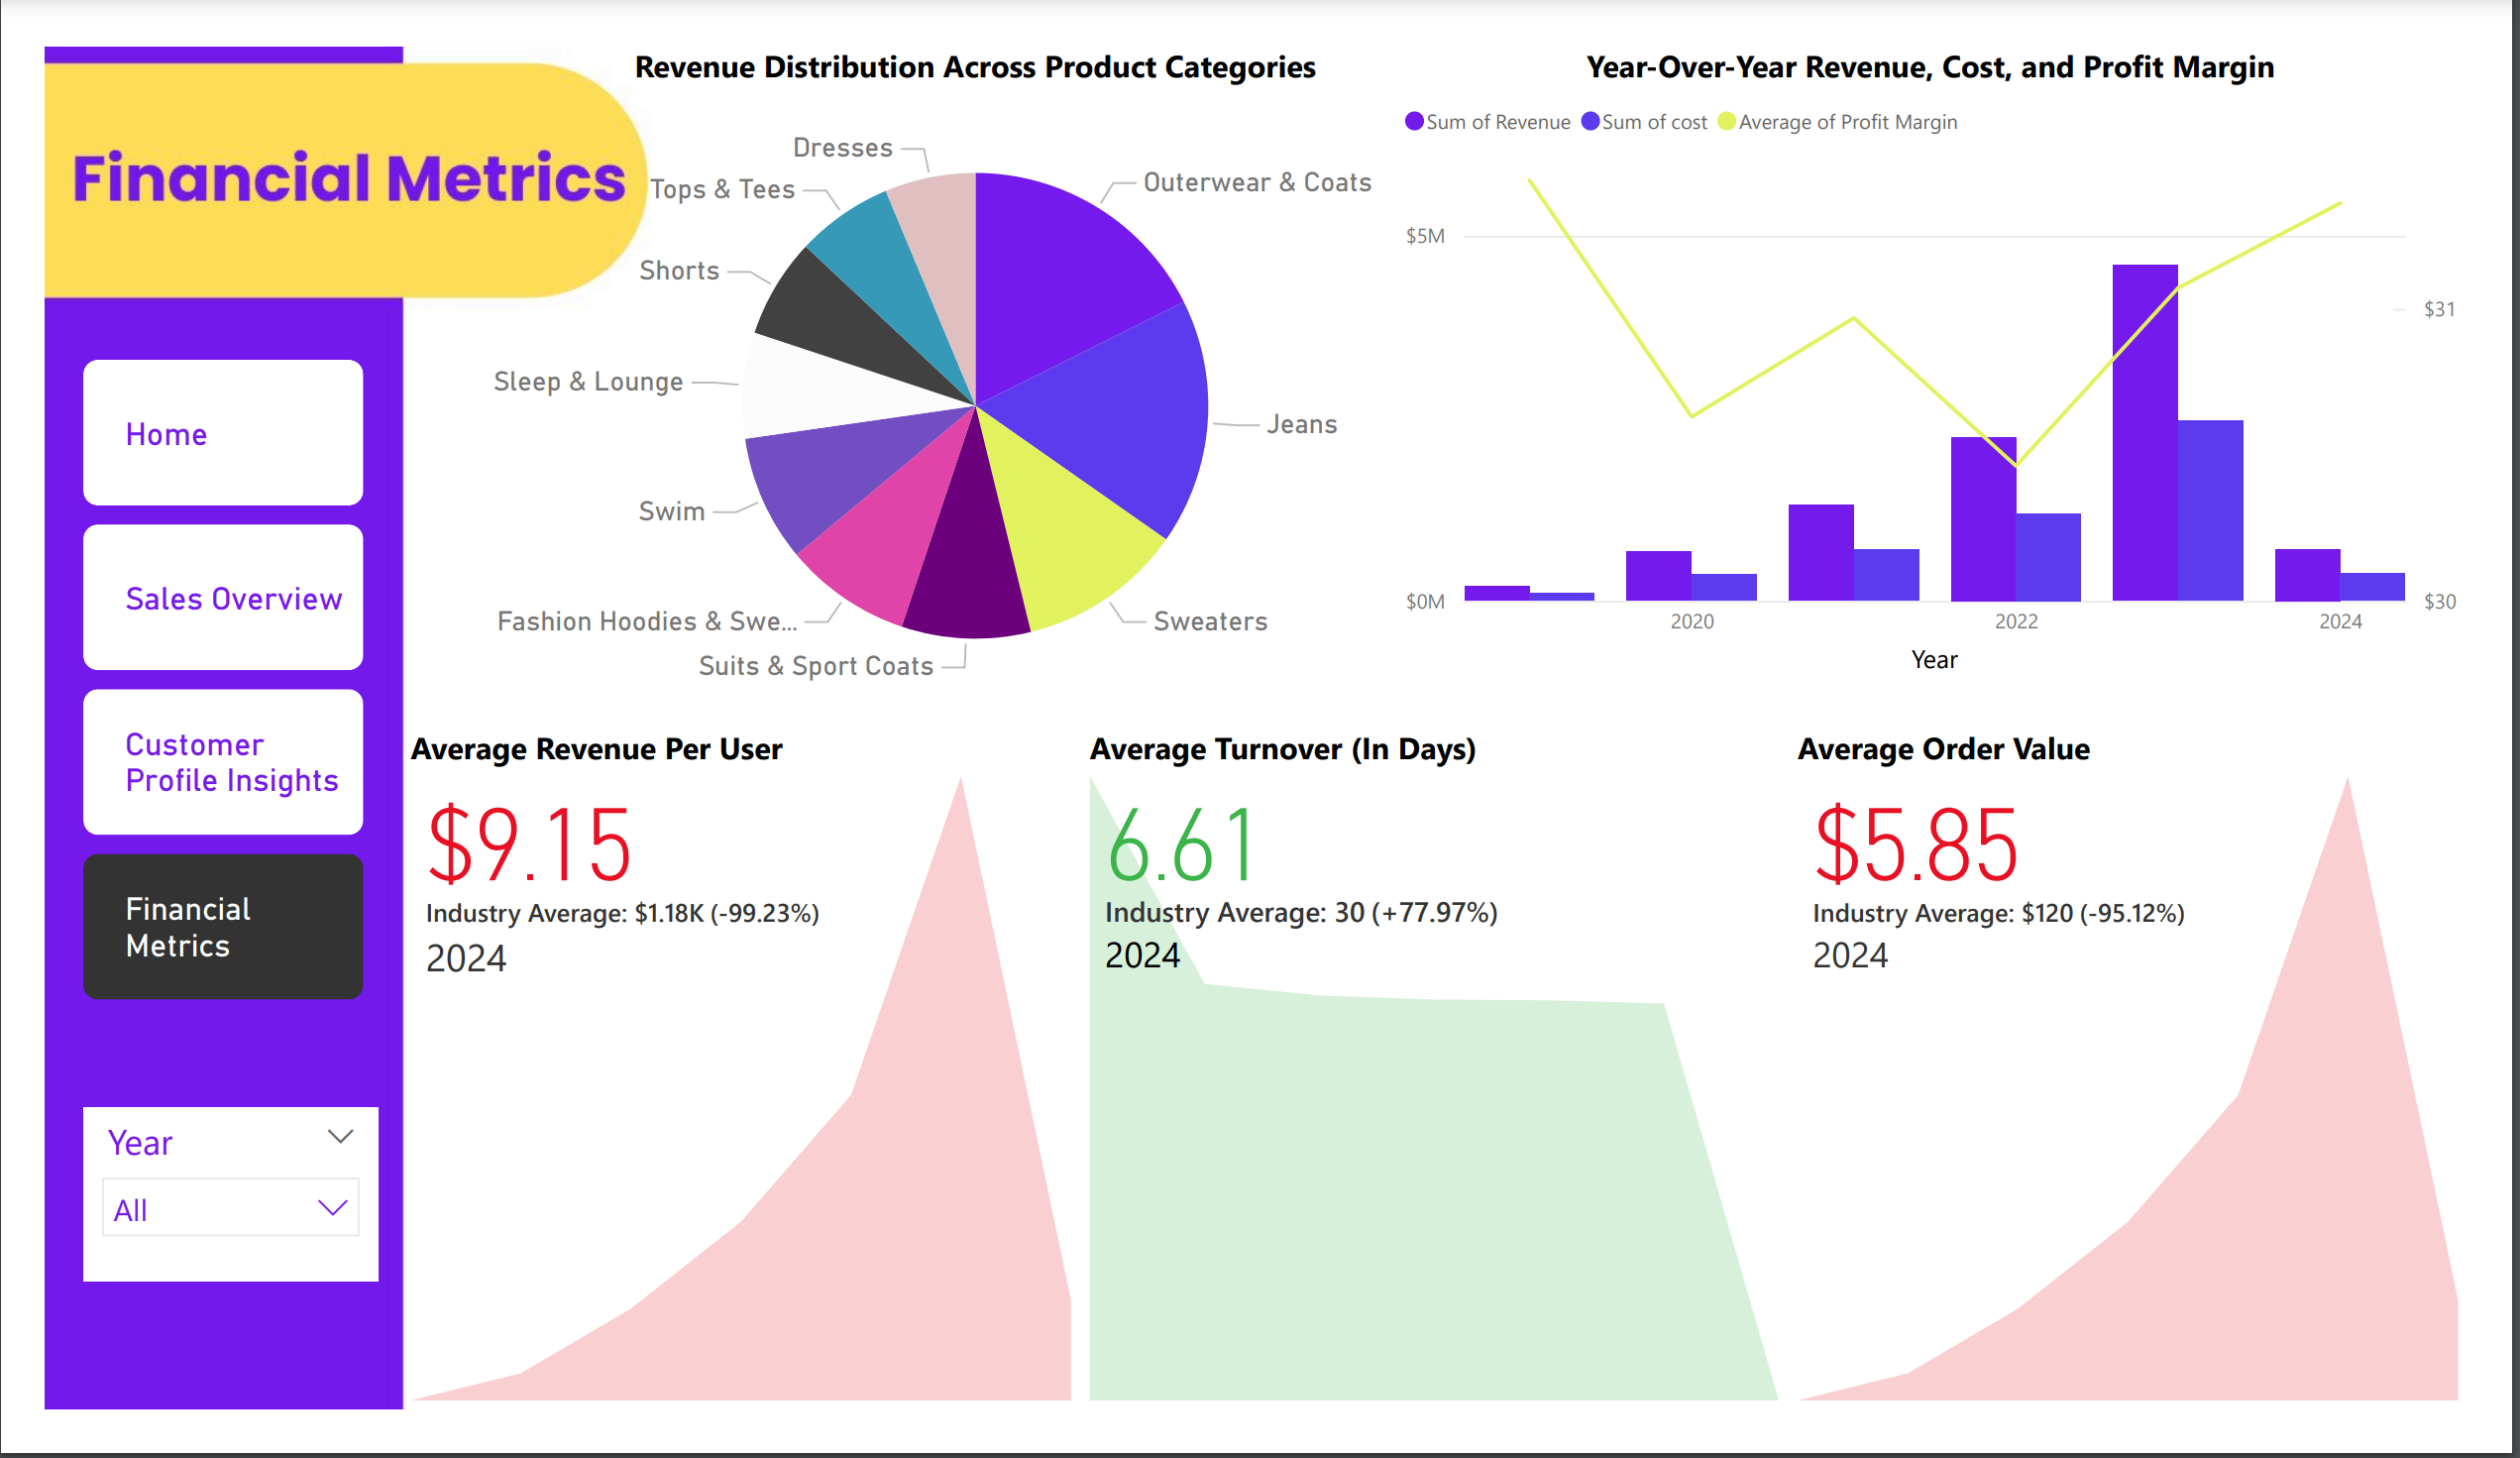 Financial Metrics
Home
Sales Overview
Customer
Profile Insights
Financial
Metrics
Year
All
Revenue Distribution Across Product Categories
Dresses
Outerwear & Coats
Tops & Tees
Shorts
Sleep & Lounge
Jeans
Swim
Fashion Hoodies & Swe...
Sweaters
Suits & Sport Coats
Year-Over-Year Revenue, Cost, and Profit Margin
Sum of Revenue Sum of cost Average of Profit Margin
$5M
$31
$0M
$30
2020 2022 2024
Year
Average Revenue Per User
$9.15
Industry Average: $1.18K (-99.23%)
2024
Average Turnover (In Days)
6.61
Industry Average: 30 (+77.97%)
2024
Average Order Value
$5.85
Industry Average: $120 (-95.12%)
2024